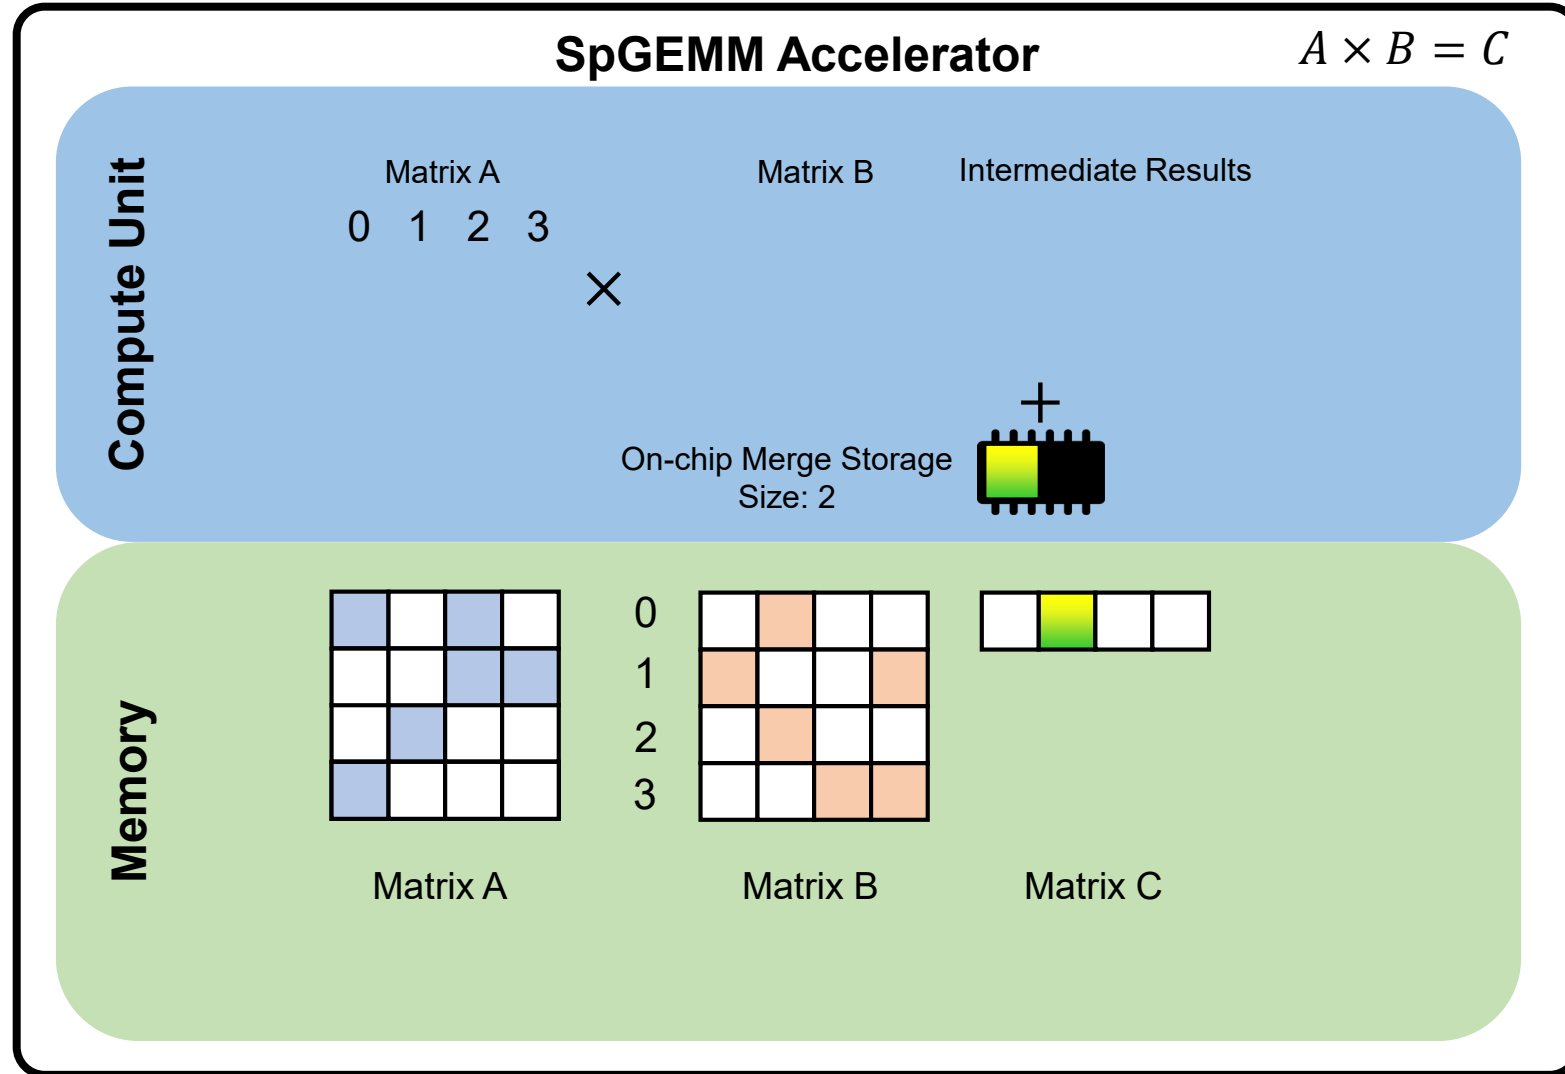 SpGEMM Accelerator
A × B = C
Compute Unit
Matrix A
Matrix B
Intermediate Results
0 1 2 3
×
+
On-chip Merge Storage
Size: 2
Memory
0
1
2
3
Matrix A
Matrix B
Matrix C